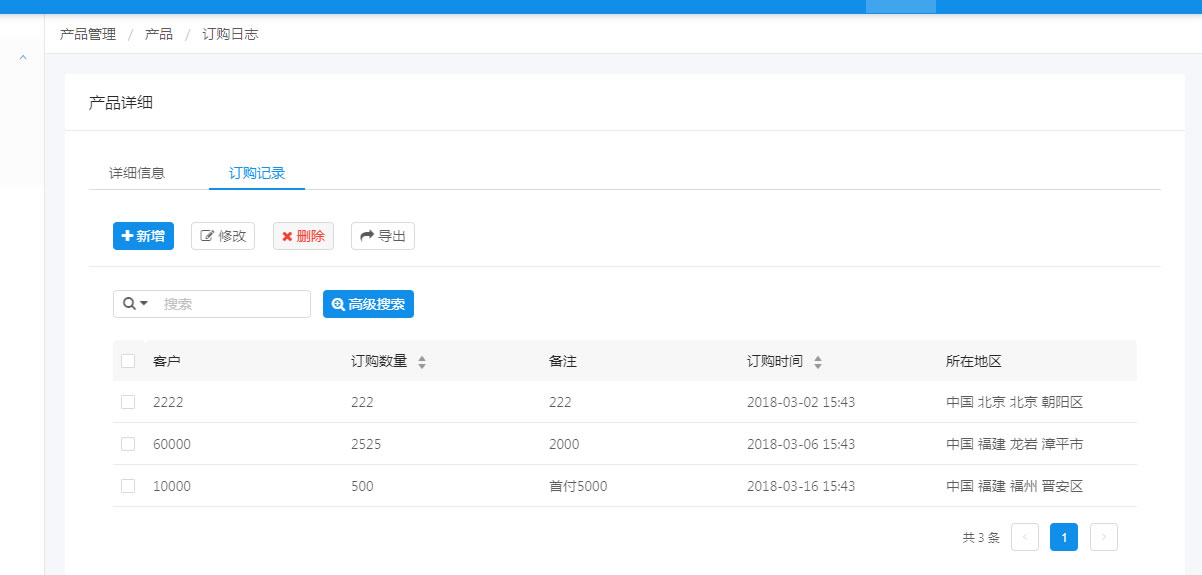 产品管理 / 产品 / 订购日志
产品详细
详细信息 订购记录
新增 修改 删除 导出
搜索 高级搜索
客户 订购数量 备注 订购时间 所在地区
2222 222 222 2018-03-02 15:43 中国 北京 北京 朝阳区
60000 2525 2000 2018-03-06 15:43 中国 福建 龙岩 漳平市
10000 500 首付5000 2018-03-16 15:43 中国 福建 福州 晋安区
共 3 条 < 1 >